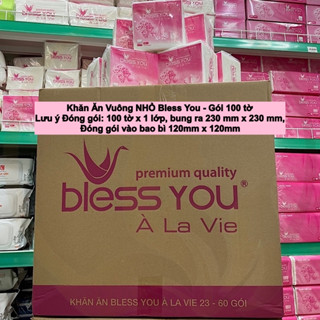 Khăn Ăn Vuông NHỎ Bless You - Gói 100 tờ
Lưu ý Đóng gói: 100 tờ x 1 lớp, bung ra 230 mm x 230 mm,
Đóng gói vào bao bì 120mm x 120mm
premium quality
bless you®
À La Vie
KHĂN ĂN BLESS YOU À LA VIE 23 - 60 GÓI